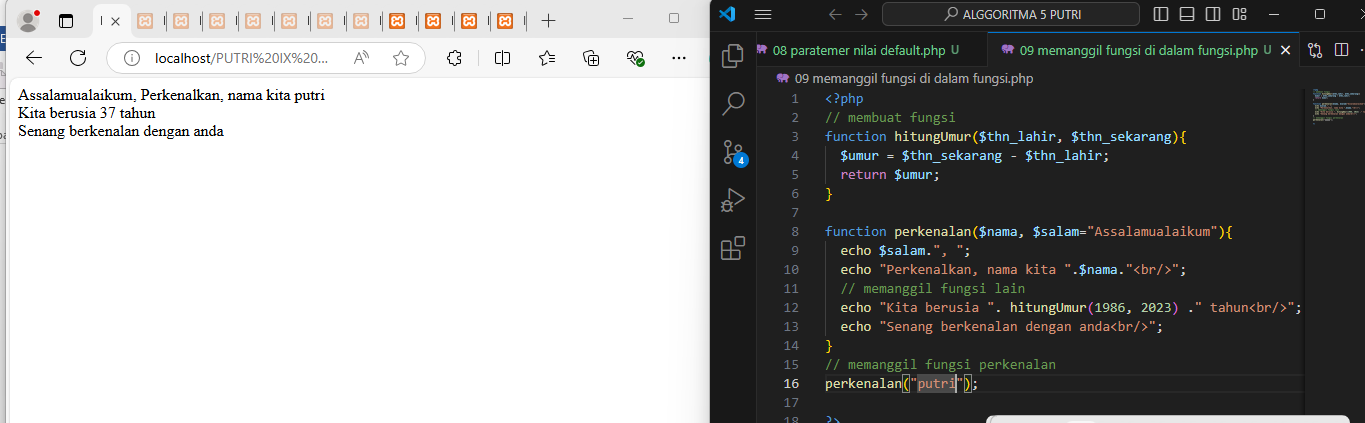 localhost/PUTRI%20IX%20...
Assalamualaikum, Perkenalkan, nama kita putri
Kita berusia 37 tahun
Senang berkenalan dengan anda
ALGGORITMA 5 PUTRI
08 paratemer nilai default.php U
09 memanggil fungsi di dalam fungsi.php U
09 memanggil fungsi di dalam fungsi.php
4
1 <?php
2 // membuat fungsi
3 function hitungUmur($thn_lahir, $thn_sekarang){
4 $umur = $thn_sekarang - $thn_lahir;
5 return $umur;
6 }
7
8 function perkenalan($nama, $salam="Assalamualaikum"){
9 echo $salam.", ";
10 echo "Perkenalkan, nama kita ".$nama."<br/>";
11 // memanggil fungsi lain
12 echo "Kita berusia ". hitungUmur(1986, 2023) ." tahun<br/>";
13 echo "Senang berkenalan dengan anda<br/>";
14 }
15 // memanggil fungsi perkenalan
16 perkenalan("putri");
17
18 ?>